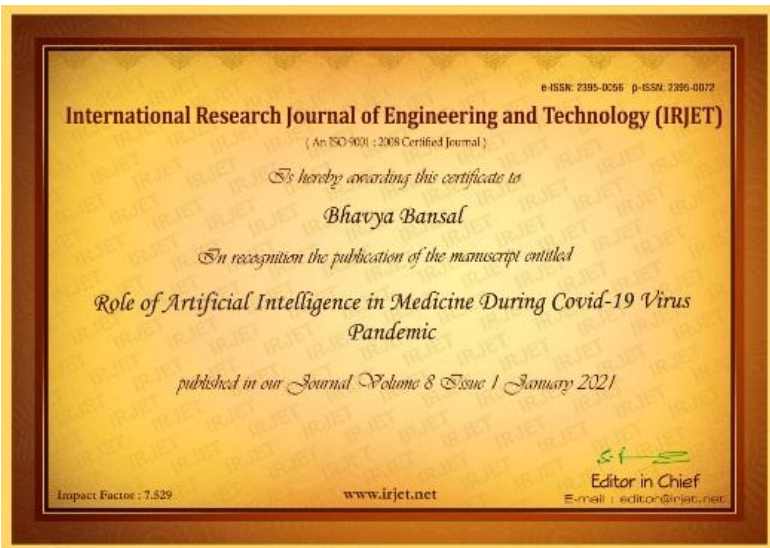 e-ISSN: 2395-0056 p-ISSN: 2395-0072
International Research Journal of Engineering and Technology (IRJET)
( An ISO 9001 : 2008 Certified Journal )
Is hereby awarding this certificate to
Bhavya Bansal
In recognition the publication of the manuscript entitled
Role of Artificial Intelligence in Medicine During Covid-19 Virus
Pandemic
published in our Journal Volume 8 Issue 1 January 2021
Editor in Chief
Impact Factor : 7.529
www.irjet.net
E-mail : editor@irjet.net